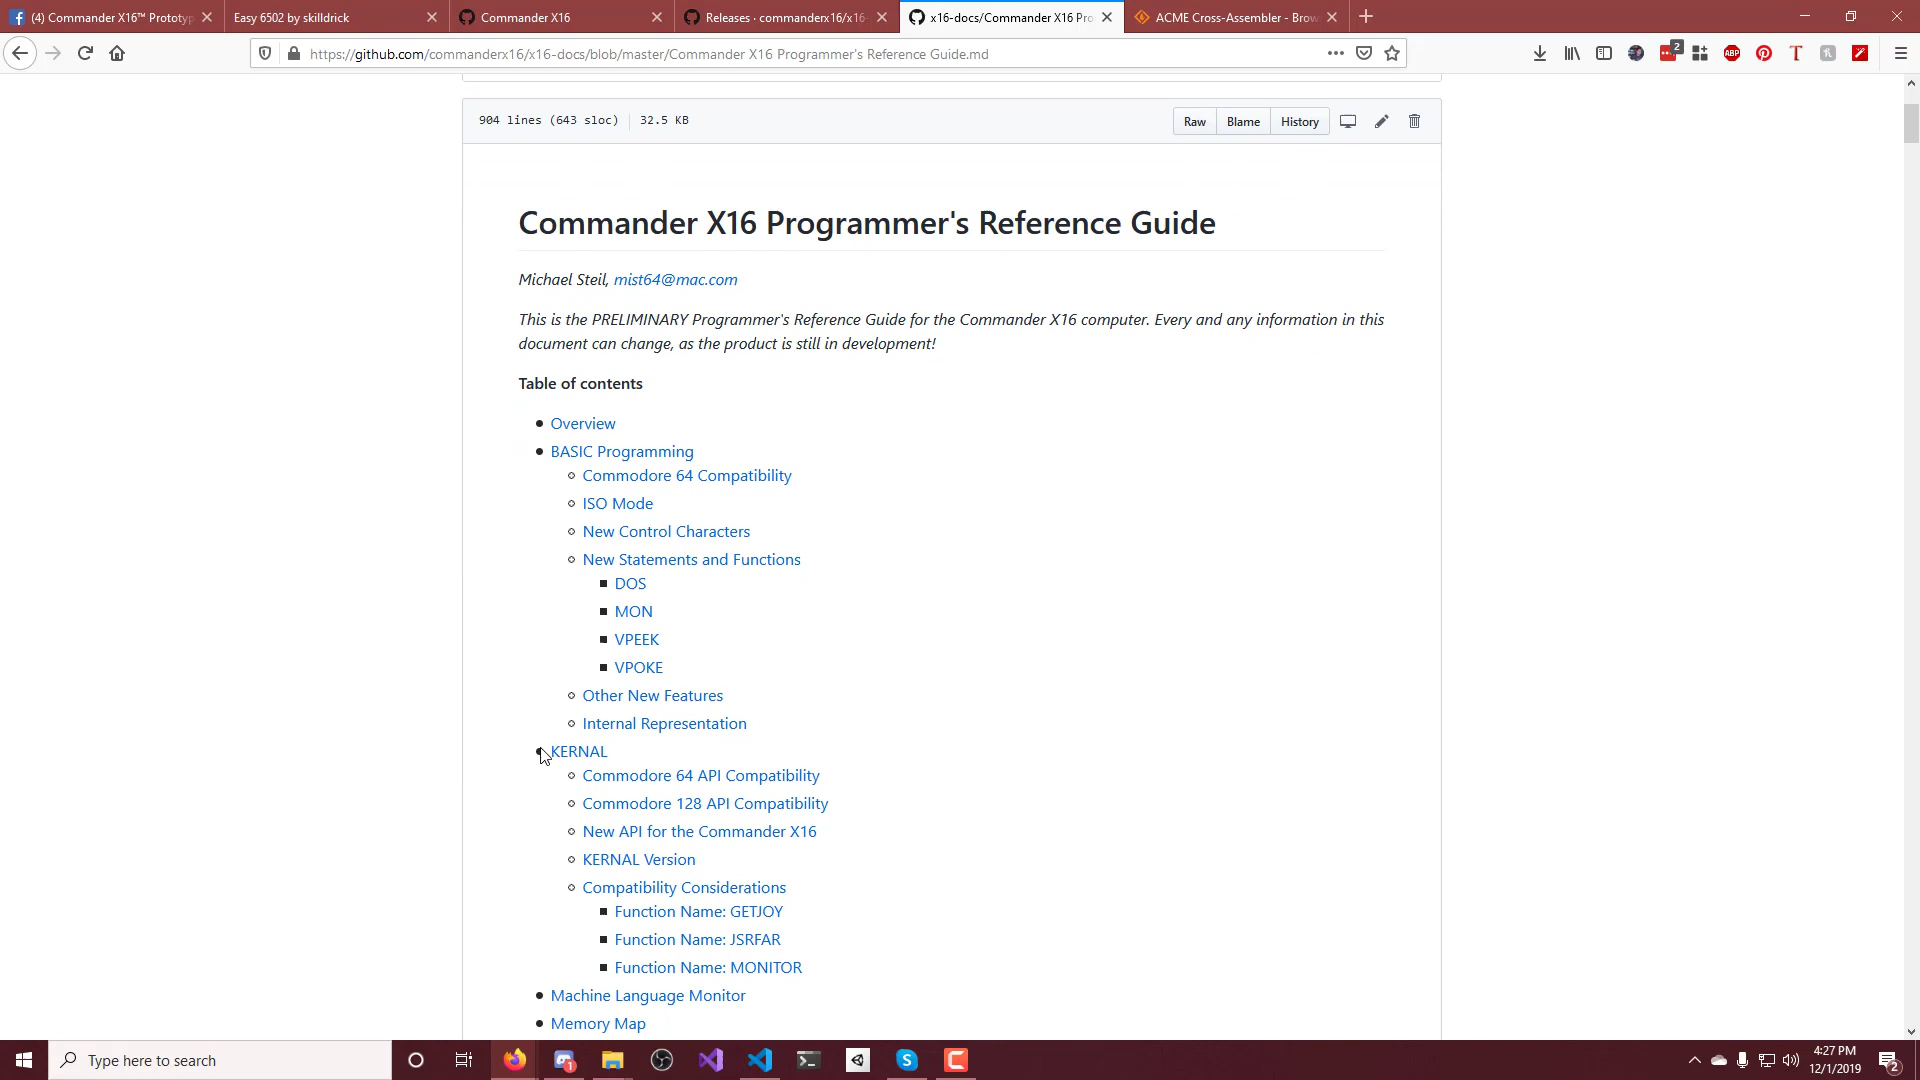 (4) Commander X16™ Prototyp
Easy 6502 by skilldrick
Commander X16
Releases · commanderx16/x16-
x16-docs/Commander X16 Pro
ACME Cross-Assembler - Brow
https://github.com/commanderx16/x16-docs/blob/master/Commander X16 Programmer's Reference Guide.md
2
ABP
904 lines (643 sloc) 32.5 KB
Raw Blame History
Commander X16 Programmer's Reference Guide
Michael Steil, mist64@mac.com
This is the PRELIMINARY Programmer's Reference Guide for the Commander X16 computer. Every and any information in this
document can change, as the product is still in development!
Table of contents
Overview
BASIC Programming
Commodore 64 Compatibility
ISO Mode
New Control Characters
New Statements and Functions
DOS
MON
VPEEK
VPOKE
Other New Features
Internal Representation
KERNAL
Commodore 64 API Compatibility
Commodore 128 API Compatibility
New API for the Commander X16
KERNAL Version
Compatibility Considerations
Function Name: GETJOY
Function Name: JSRFAR
Function Name: MONITOR
Machine Language Monitor
Memory Map
Type here to search
1
4:27 PM
12/1/2019
2